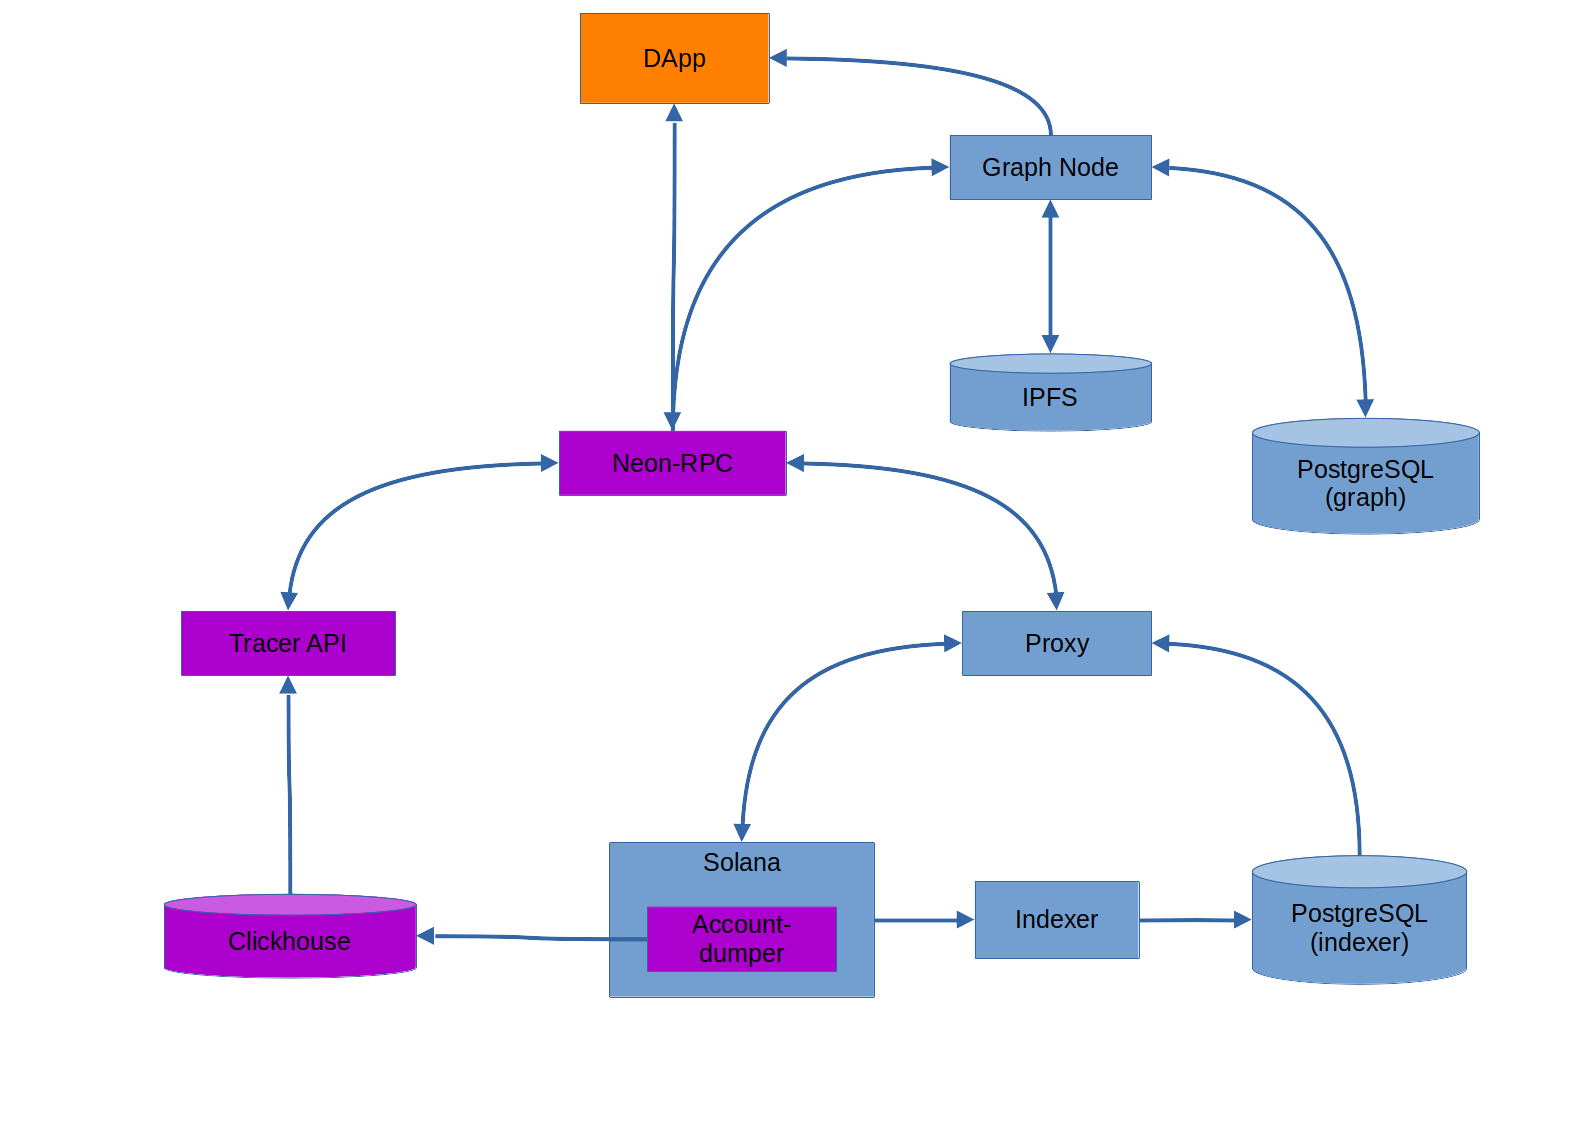 DApp
Graph Node
IPFS
Neon-RPC
PostgreSQL
(graph)
Tracer API
Proxy
Solana
Account-
dumper
Clickhouse
Indexer
PostgreSQL
(indexer)